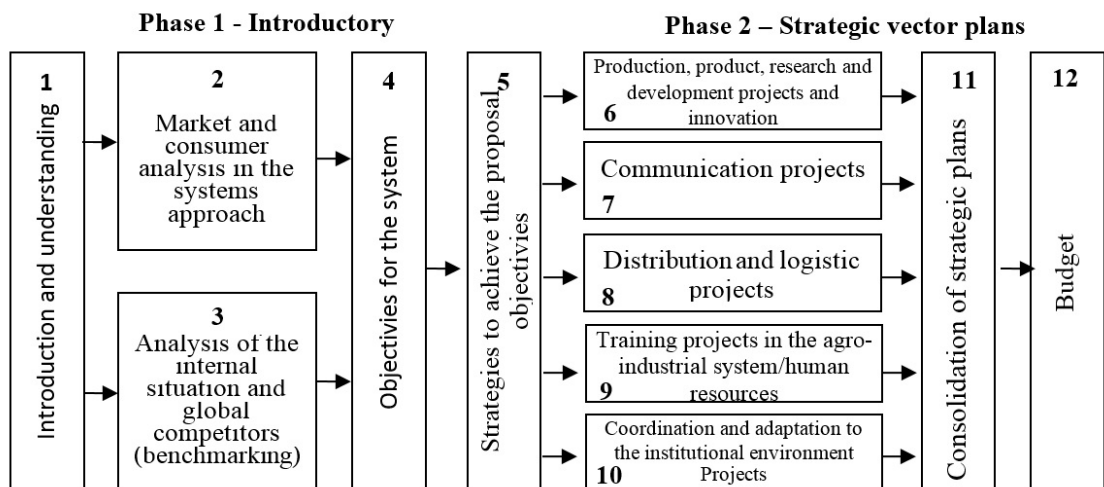 Phase 1 - Introductory
Phase 2 – Strategic vector plans
1
Introduction and understanding
2
Market and
consumer
analysis in the
systems
approach
3
Analysis of the
internal
situation and
global
competitors
(benchmarking)
4
Objectivies for the system
5
Strategies to achieve the proposal
objectivies
Production, product, research and
development projects and
6
innovation
Communication projects
7
Distribution and logistic
8
projects
Training projects in the agro-
industrial system/human
9
resources
Coordination and adaptation to
the institutional environment
10
Projects
11
Consolidation of strategic plans
12
Budget